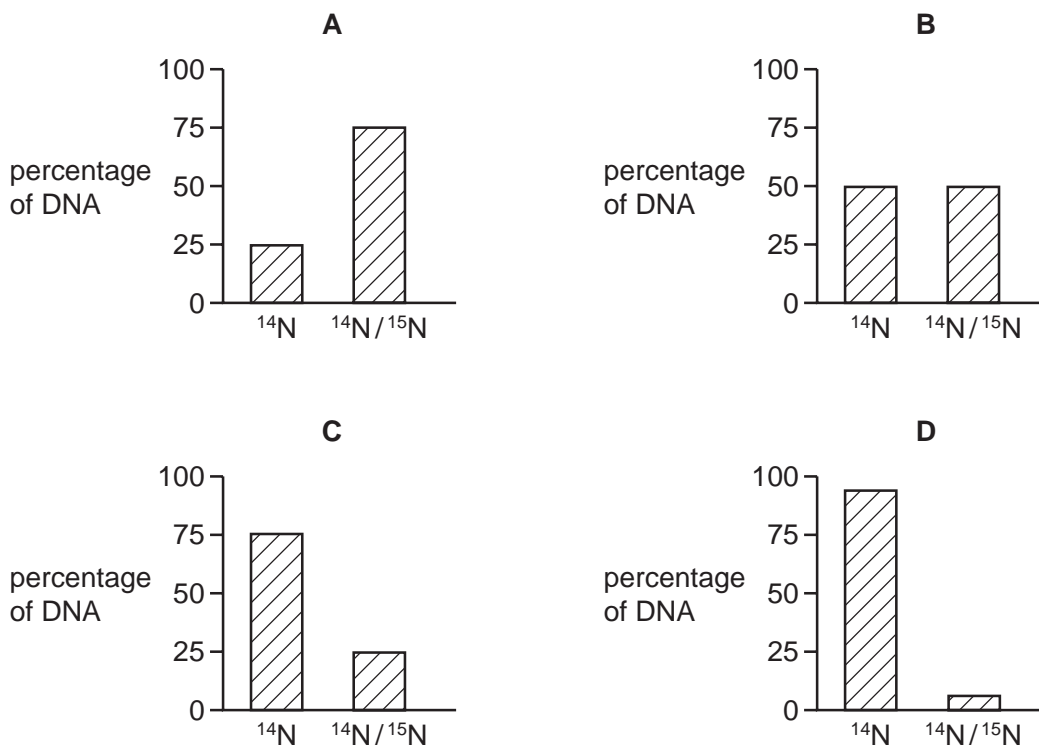 A
100
75
50
25
0
percentage
of DNA
¹⁴N
¹⁴N/¹⁵N
B
100
75
50
25
0
percentage
of DNA
¹⁴N
¹⁴N/¹⁵N
C
100
75
50
25
0
percentage
of DNA
¹⁴N
¹⁴N/¹⁵N
D
100
75
50
25
0
percentage
of DNA
¹⁴N
¹⁴N/¹⁵N